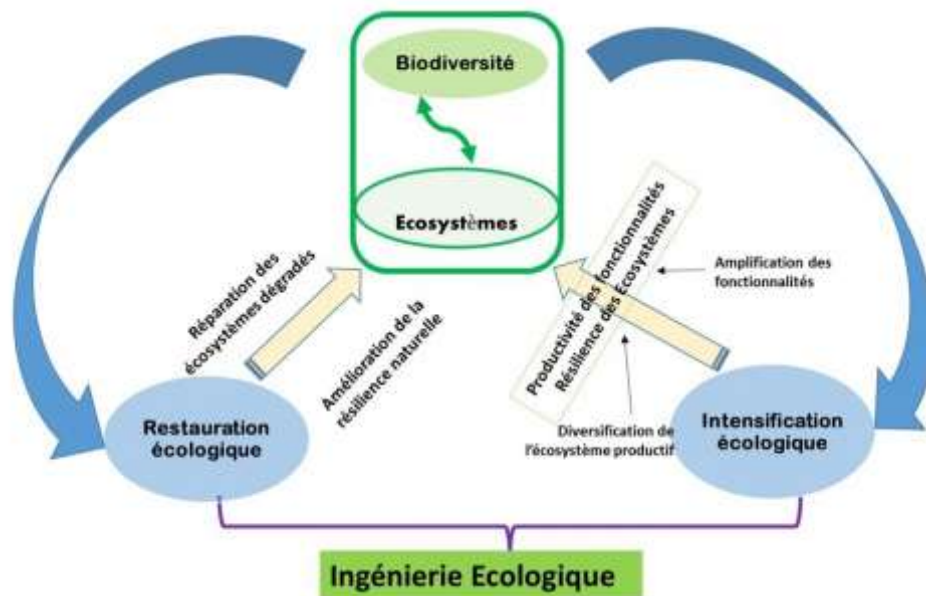 Biodiversité
Ecosystèmes
Réparation des
écosystèmes dégradés
Amélioration de la
résilience naturelle
Productivité des fonctionnalités
Résilience des Ecosystèmes
Amplification des
fonctionnalités
Diversification de
l'écosystème productif
Restauration
écologique
Intensification
écologique
Ingénierie Ecologique